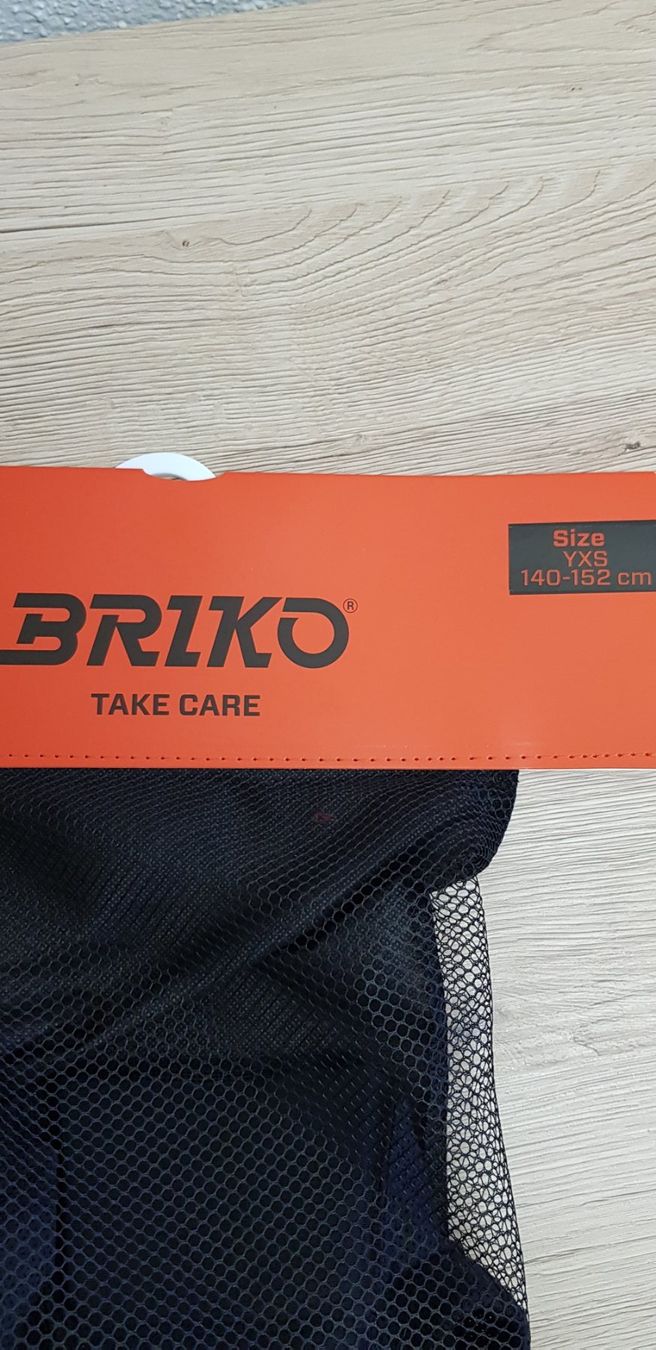 Size
YXS
140-152 cm
BRIKO®
TAKE CARE